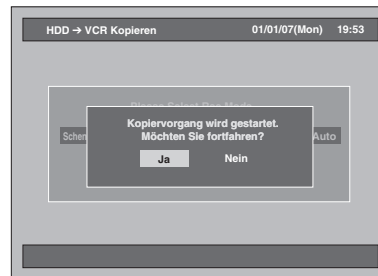 HDD → VCR Kopieren 01/01/07(Mon) 19:53
Please Select Rec Mode
Kopiervorgang wird gestartet.
Schen Möchten Sie fortfahren? Auto
Ja Nein